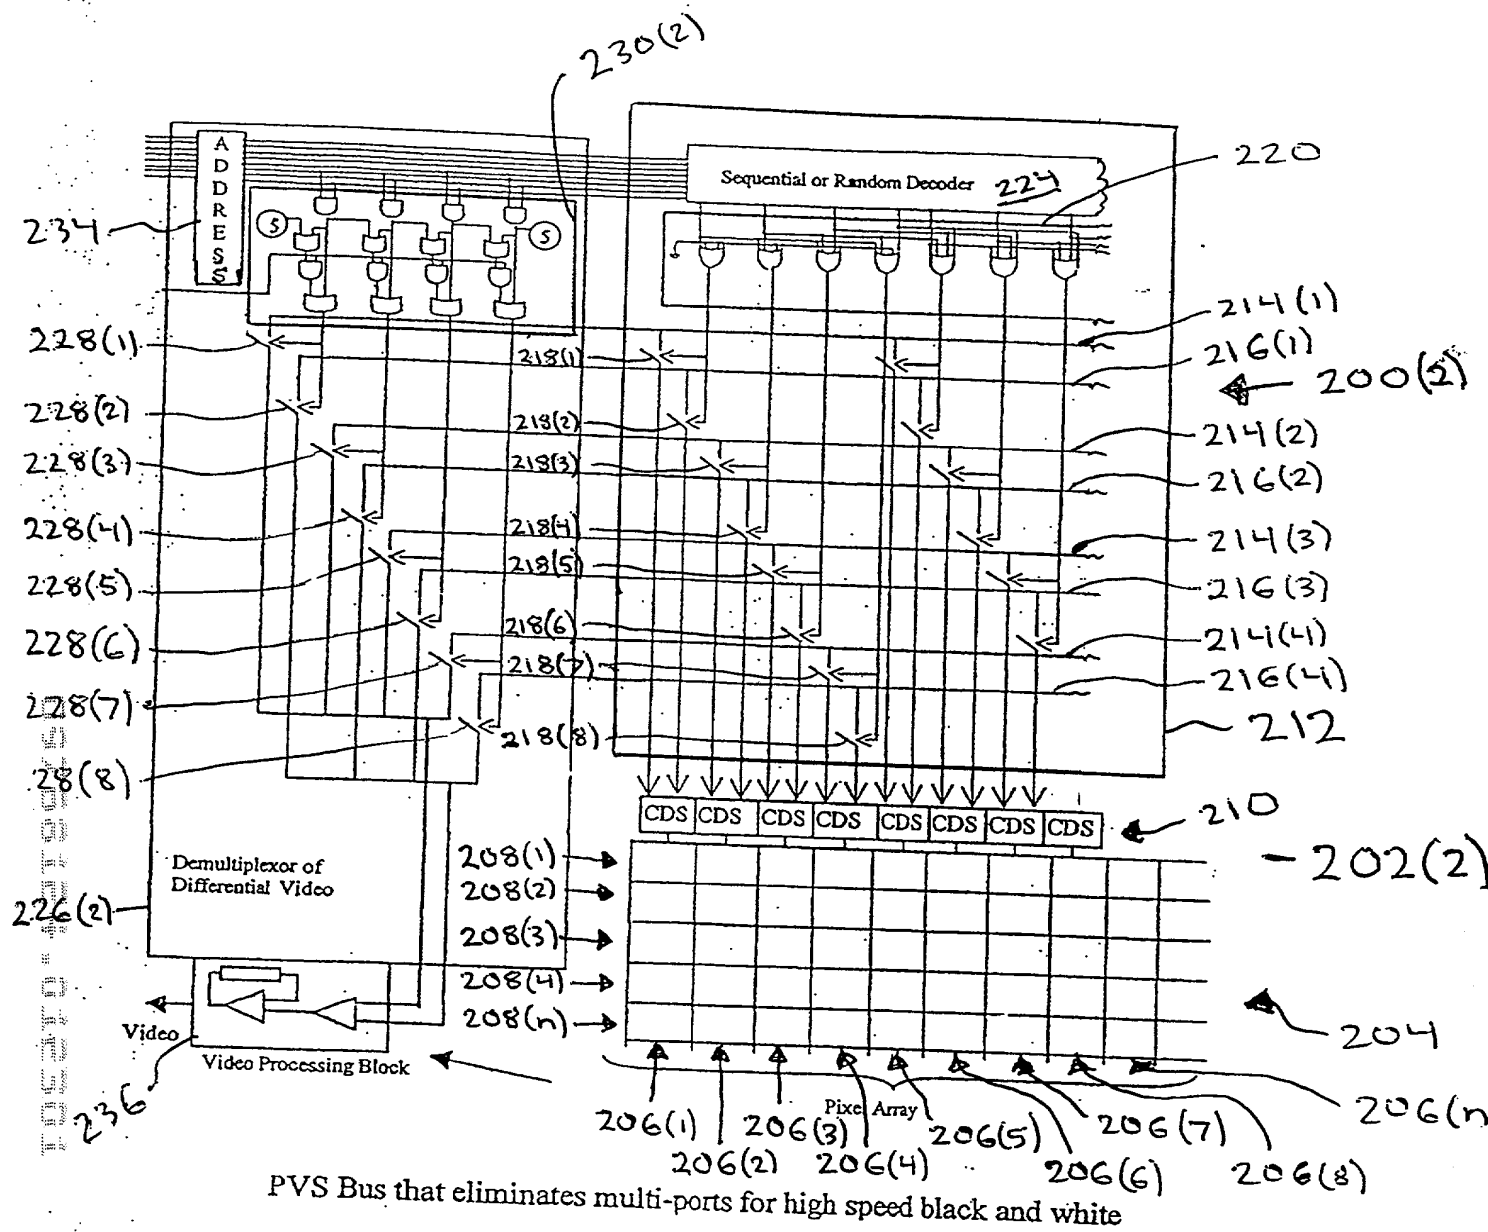 230(2)
ADDRESS
Sequential or Random Decoder 224
220
234
S
S
214(1)
228(1)
218(1)
216(1)
200(2)
228(2)
218(2)
214(2)
228(3)
218(3)
216(2)
228(4)
218(4)
214(3)
228(5)
218(5)
216(3)
228(6)
218(6)
214(4)
228(7)
218(7)
216(4)
212
28(8)
218(8)
CDS CDS CDS CDS CDS CDS CDS CDS
210
Demultiplexor of
Differential Video
208(1)
202(2)
208(2)
226(2)
208(3)
208(4)
208(n)
204
Video
Video Processing Block
236
Pixel Array
206(1) 206(3) 206(5) 206(7) 206(n
206(2) 206(4) 206(6) 206(8)
PVS Bus that eliminates multi-ports for high speed black and white